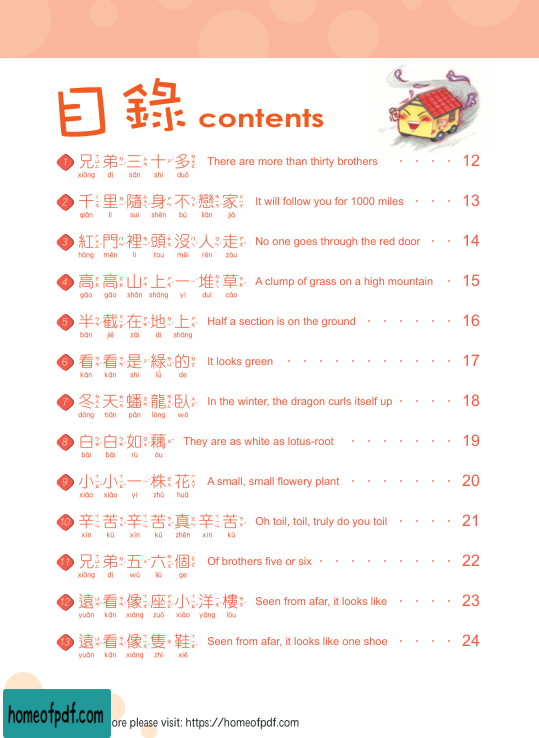 目錄 contents
1 兄弟三十多 There are more than thirty brothers · · · · 12
xiōng dì sān shí duō
2 千里隨身不戀家 It will follow you for 1000 miles · · · 13
qiān lǐ suí shēn bú liàn jiā
3 紅門裡頭沒人走 No one goes through the red door · · 14
hóng mén lǐ tou méi rén zǒu
4 高高山上一堆草 A clump of grass on a high mountain · 15
gāo gāo shān shàng yì duī cǎo
5 半截在地上 Half a section is on the ground · · · · · · 16
bàn jié zài dì shàng
6 看看是綠的 It looks green · · · · · · · · · · · 17
kàn kàn shì lǜ de
7 冬天蟠龍臥 In the winter, the dragon curls itself up · · · · 18
dōng tiān pán lóng wò
8 白白如藕 They are as white as lotus-root · · · · · · · 19
bái bái rú ǒu
9 小小一株花 A small, small flowery plant · · · · · · · 20
xiǎo xiǎo yì zhū huā
10 辛苦辛苦真辛苦 Oh toil, toil, truly do you toil · · · · 21
xīn kǔ xīn kǔ zhēn xīn kǔ
11 兄弟五六個 Of brothers five or six · · · · · · · · · 22
xiōng dì wǔ liù ge
12 遠看像座小洋樓 Seen from afar, it looks like · · · · 23
yuǎn kàn xiàng zuò xiǎo yáng lóu
13 遠看像隻鞋 Seen from afar, it looks like one shoe · · · · 24
yuǎn kàn xiàng zhī xié
homeofpdf.com ore please visit: https://homeofpdf.com